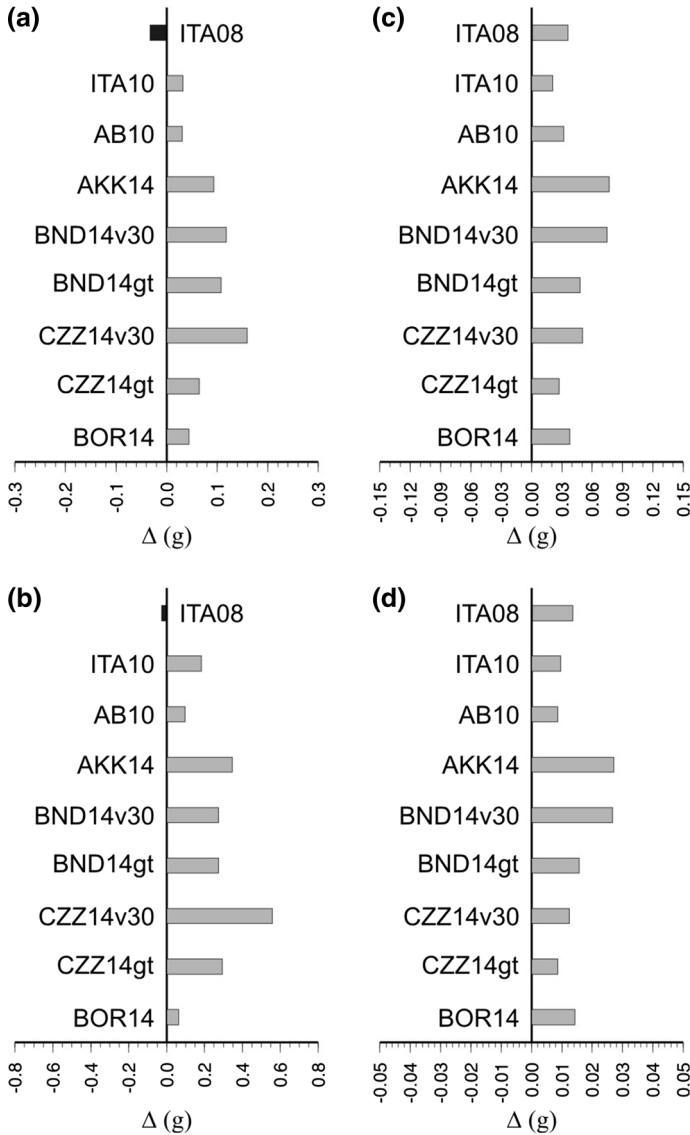 (a)
ITA08
ITA10
AB10
AKK14
BND14v30
BND14gt
CZZ14v30
CZZ14gt
BOR14
-0.3 -0.2 -0.1 0.0 0.1 0.2 0.3
Δ (g)
(c)
ITA08
ITA10
AB10
AKK14
BND14v30
BND14gt
CZZ14v30
CZZ14gt
BOR14
-0.15 -0.12 -0.09 -0.06 -0.03 0.00 0.03 0.06 0.09 0.12 0.15
Δ (g)
(b)
ITA08
ITA10
AB10
AKK14
BND14v30
BND14gt
CZZ14v30
CZZ14gt
BOR14
-0.8 -0.6 -0.4 -0.2 0.0 0.2 0.4 0.6 0.8
Δ (g)
(d)
ITA08
ITA10
AB10
AKK14
BND14v30
BND14gt
CZZ14v30
CZZ14gt
BOR14
-0.05 -0.04 -0.03 -0.02 -0.01 0.00 0.01 0.02 0.03 0.04 0.05
Δ (g)